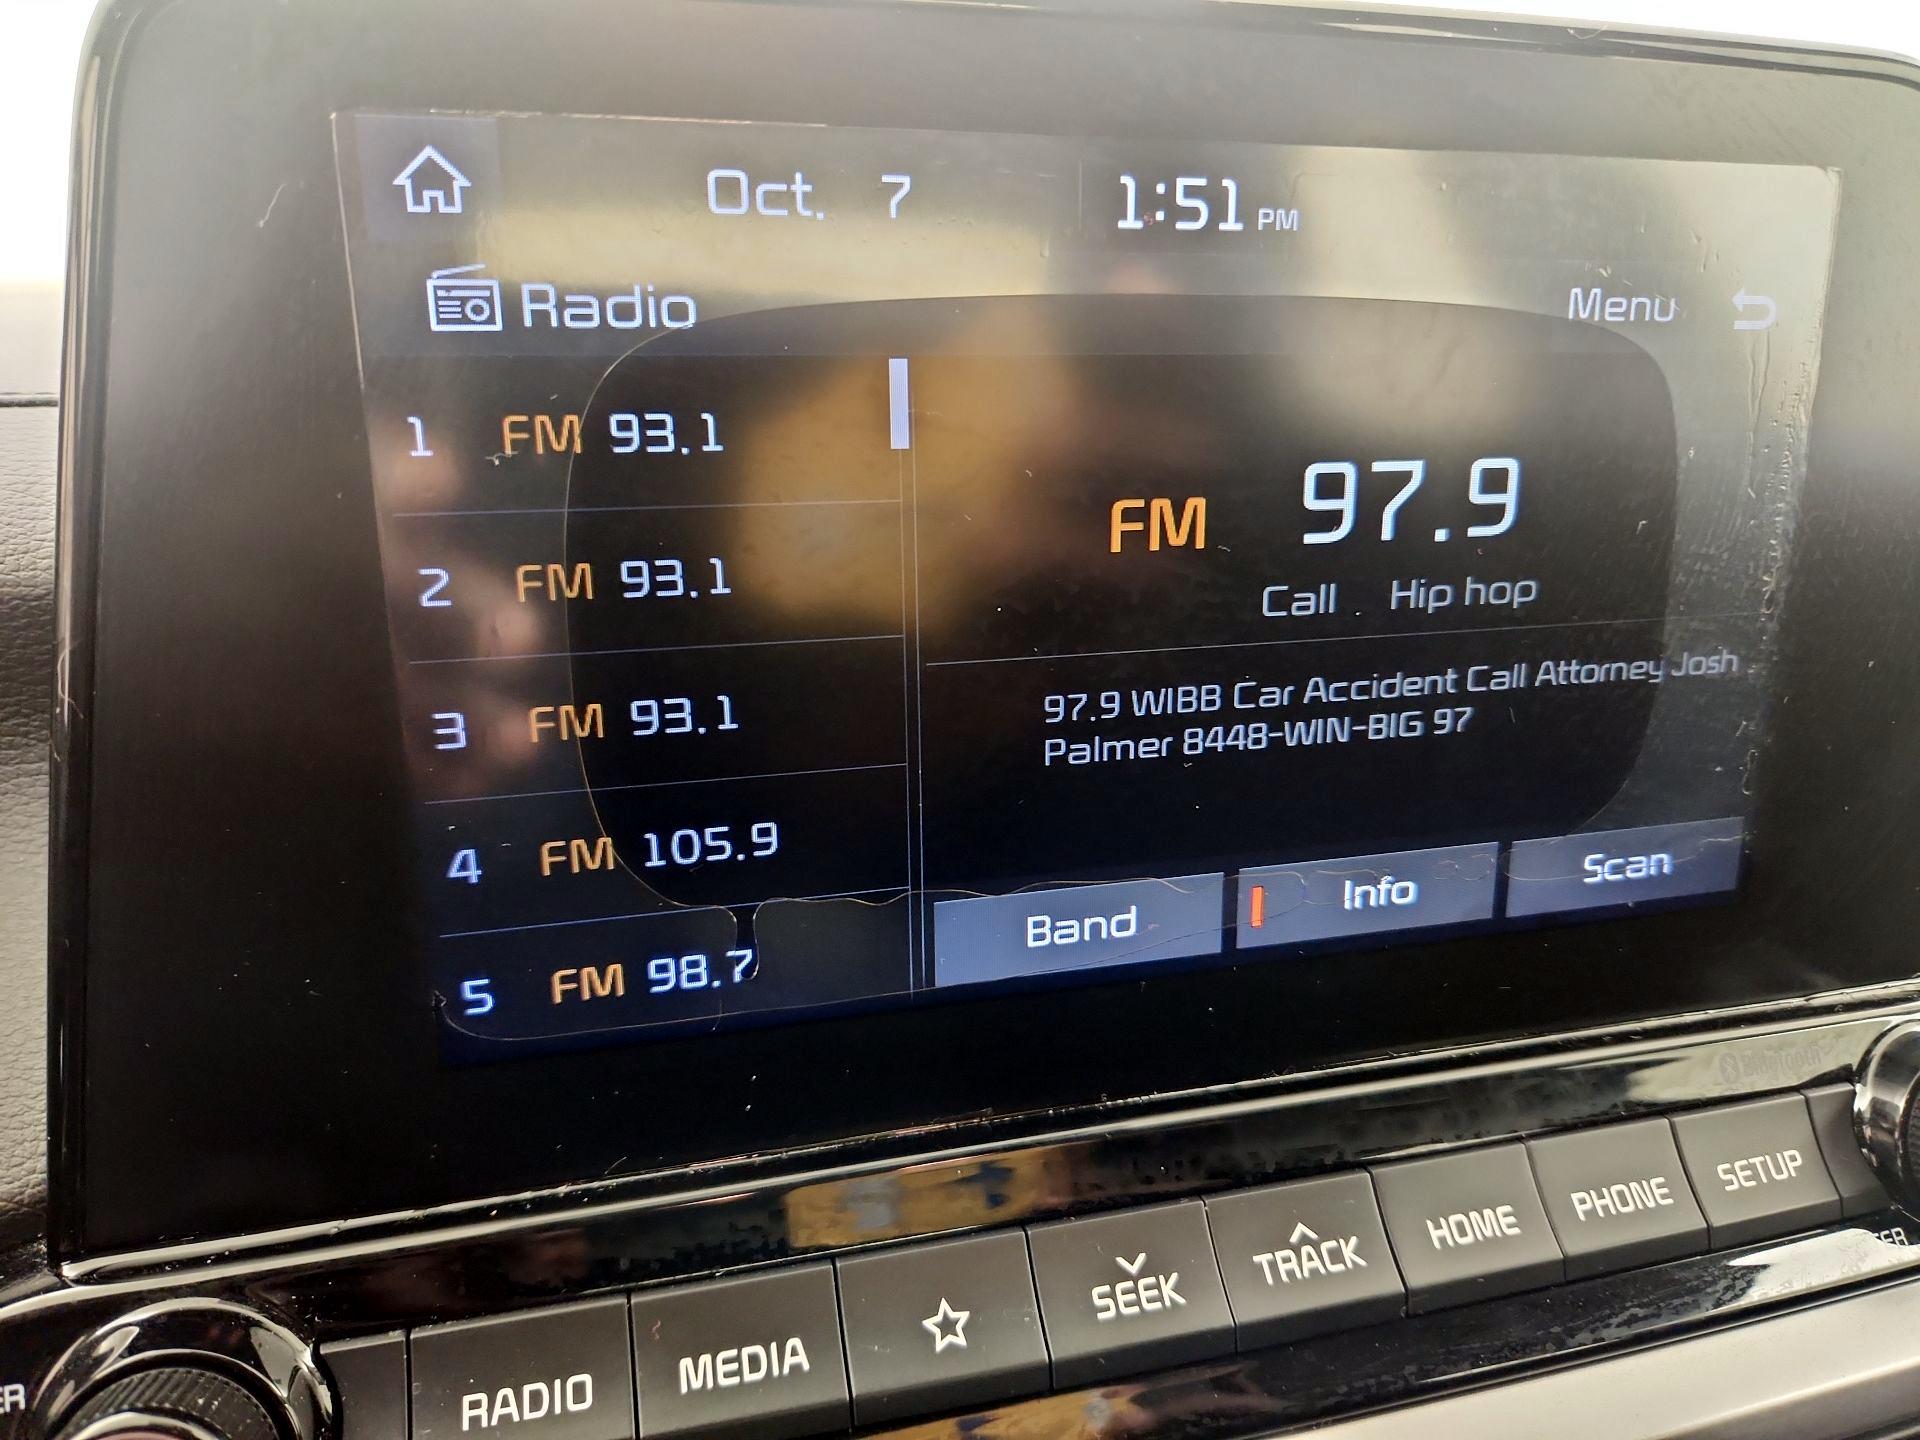 Oct. 7 1:51 PM
Radio Menu
1 FM 93.1
2 FM 93.1
3 FM 93.1
4 FM 105.9
5 FM 98.7
FM 97.9
Call . Hip hop
97.9 WIBB Car Accident Call Attorney Josh
Palmer 8448-WIN-BIG 97
Band Info Scan
Bluetooth
RADIO MEDIA SEEK TRACK HOME PHONE SETUP